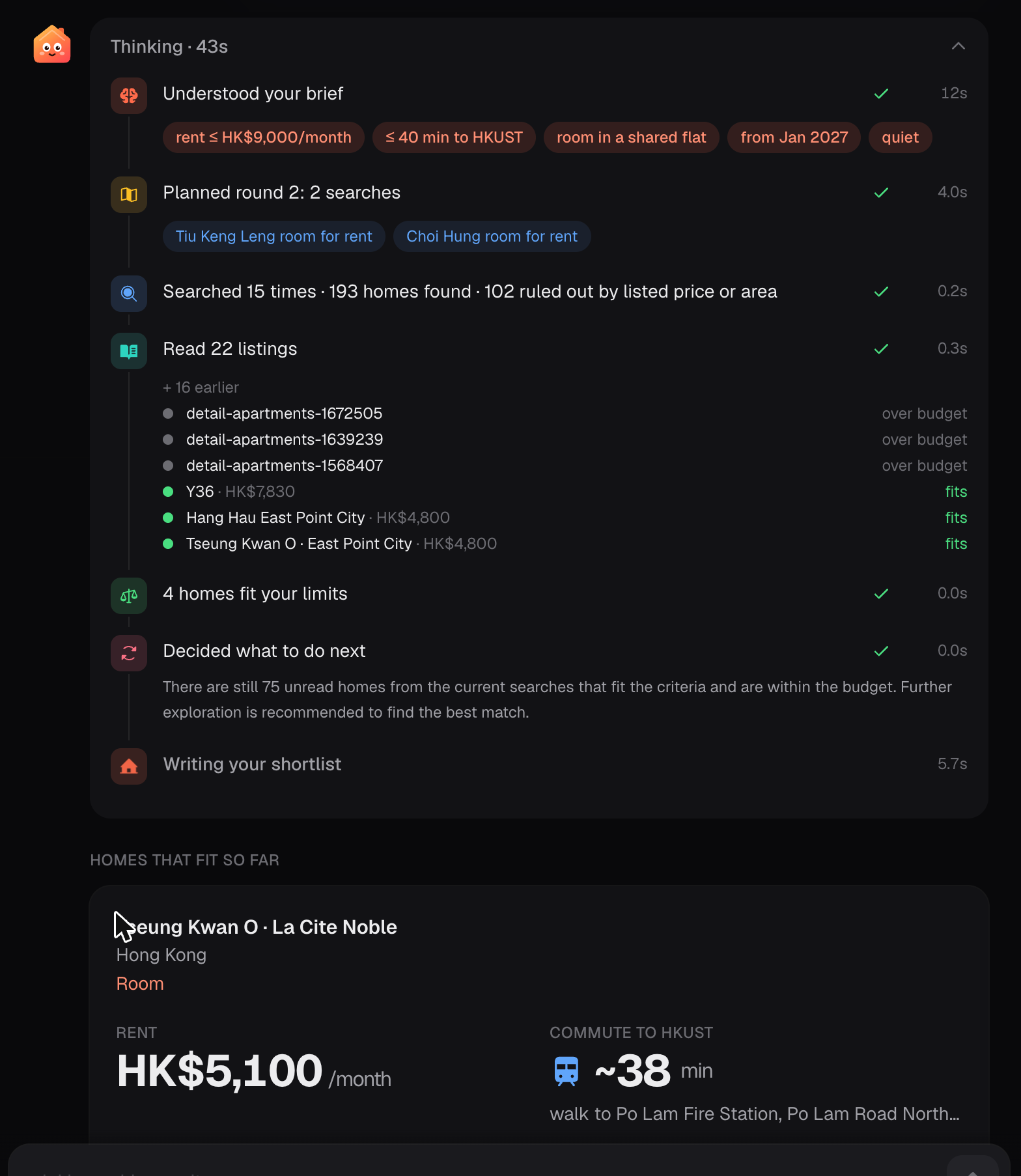 Thinking · 43s
Understood your brief 12s
rent ≤ HK$9,000/month ≤ 40 min to HKUST room in a shared flat from Jan 2027 quiet
Planned round 2: 2 searches 4.0s
Tiu Keng Leng room for rent Choi Hung room for rent
Searched 15 times · 193 homes found · 102 ruled out by listed price or area 0.2s
Read 22 listings 0.3s
+ 16 earlier
detail-apartments-1672505 over budget
detail-apartments-1639239 over budget
detail-apartments-1568407 over budget
Y36 · HK$7,830 fits
Hang Hau East Point City · HK$4,800 fits
Tseung Kwan O · East Point City · HK$4,800 fits
4 homes fit your limits 0.0s
Decided what to do next 0.0s
There are still 75 unread homes from the current searches that fit the criteria and are within the budget. Further
exploration is recommended to find the best match.
Writing your shortlist 5.7s
HOMES THAT FIT SO FAR
Tseung Kwan O · La Cite Noble
Hong Kong
Room
RENT COMMUTE TO HKUST
HK$5,100 /month ~38 min
walk to Po Lam Fire Station, Po Lam Road North...